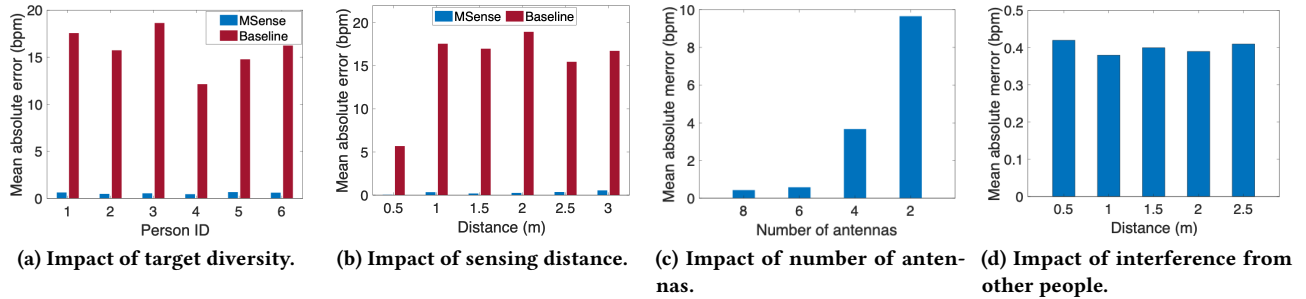 Mean absolute error (bpm)
20
15
10
5
0
MSense
Baseline
1 2 3 4 5 6
Person ID
(a) Impact of target diversity.
Mean absolute error (bpm)
20
15
10
5
0
MSense Baseline
0.5 1 1.5 2 2.5 3
Distance (m)
(b) Impact of sensing distance.
Mean absolute error (bpm)
10
8
6
4
2
0
8 6 4 2
Number of antennas
(c) Impact of number of anten-
nas.
Mean absolute merror (bpm)
0.5
0.4
0.3
0.2
0.1
0
0.5 1 1.5 2 2.5
Distance (m)
(d) Impact of interference from
other people.